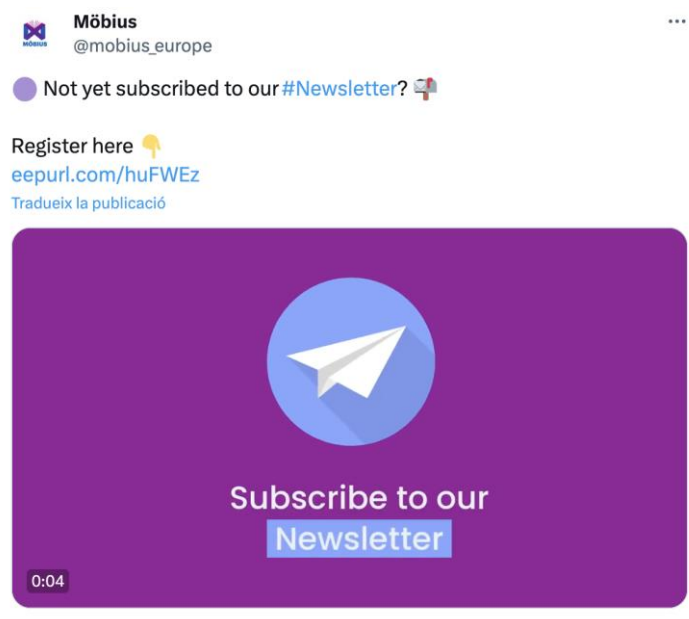 Möbius
@mobius_europe
MÖBIUS
Not yet subscribed to our #Newsletter?
Register here
eepurl.com/huFWEz
Tradueix la publicació
Subscribe to our
Newsletter
0:04